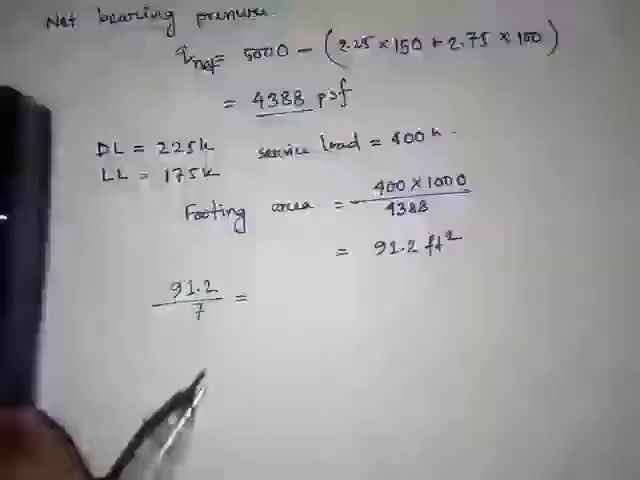 Net bearing pressure.
qnet = 5000 - (2.25 x 150 + 2.75 x 100)
= 4388 psf
DL = 225k service load = 400k.
LL = 175k
Footing area = 400 x 1000 / 4388
= 91.2 ft²
91.2 / 7 =